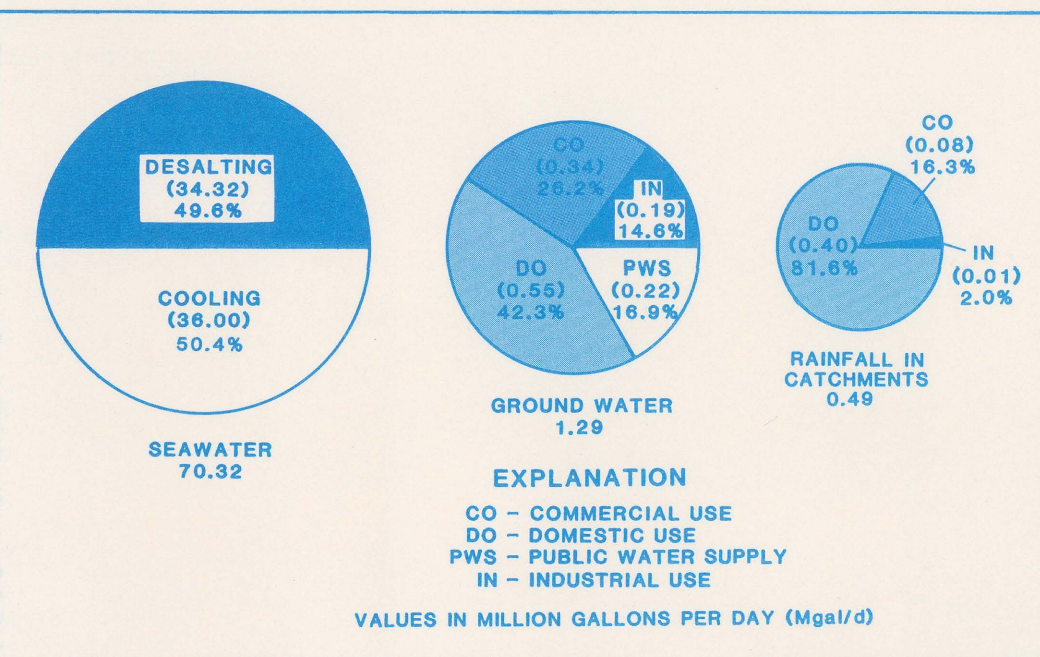 DESALTING
(34.32)
49.6%
COOLING
(36.00)
50.4%
SEAWATER
70.32
CO
(0.34)
26.2%
IN
(0.19)
14.6%
DO
(0.55)
42.3%
PWS
(0.22)
16.9%
GROUND WATER
1.29
CO
(0.08)
16.3%
DO
(0.40)
81.6%
IN
(0.01)
2.0%
RAINFALL IN
CATCHMENTS
0.49
EXPLANATION
CO – COMMERCIAL USE
DO – DOMESTIC USE
PWS – PUBLIC WATER SUPPLY
IN – INDUSTRIAL USE
VALUES IN MILLION GALLONS PER DAY (Mgal/d)